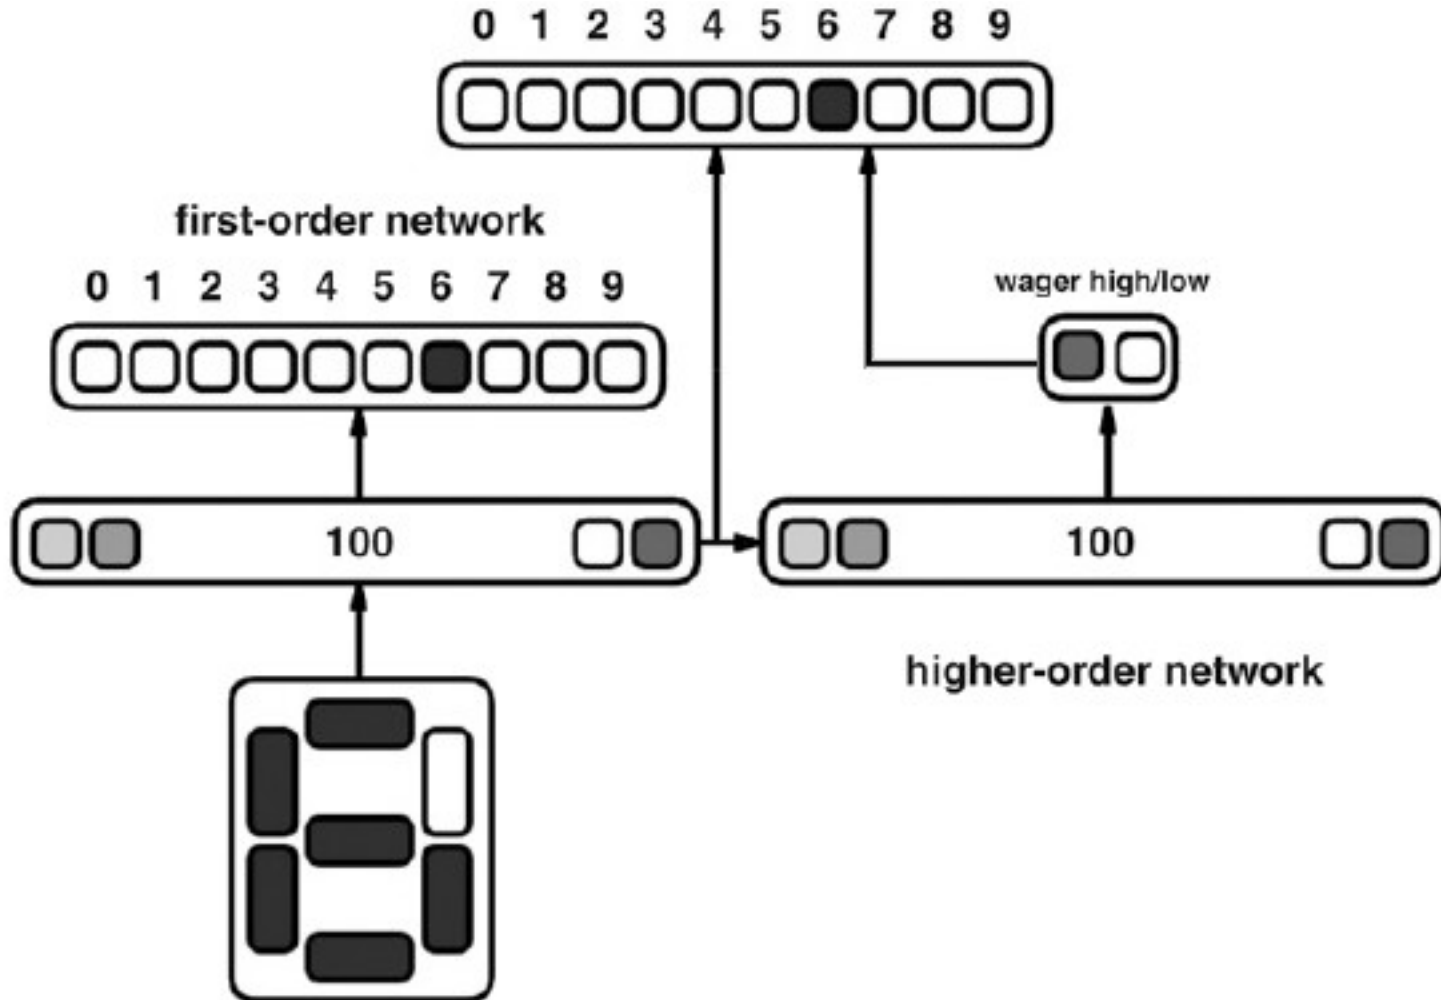 0 1 2 3 4 5 6 7 8 9
first-order network
0 1 2 3 4 5 6 7 8 9
wager high/low
100
100
higher-order network